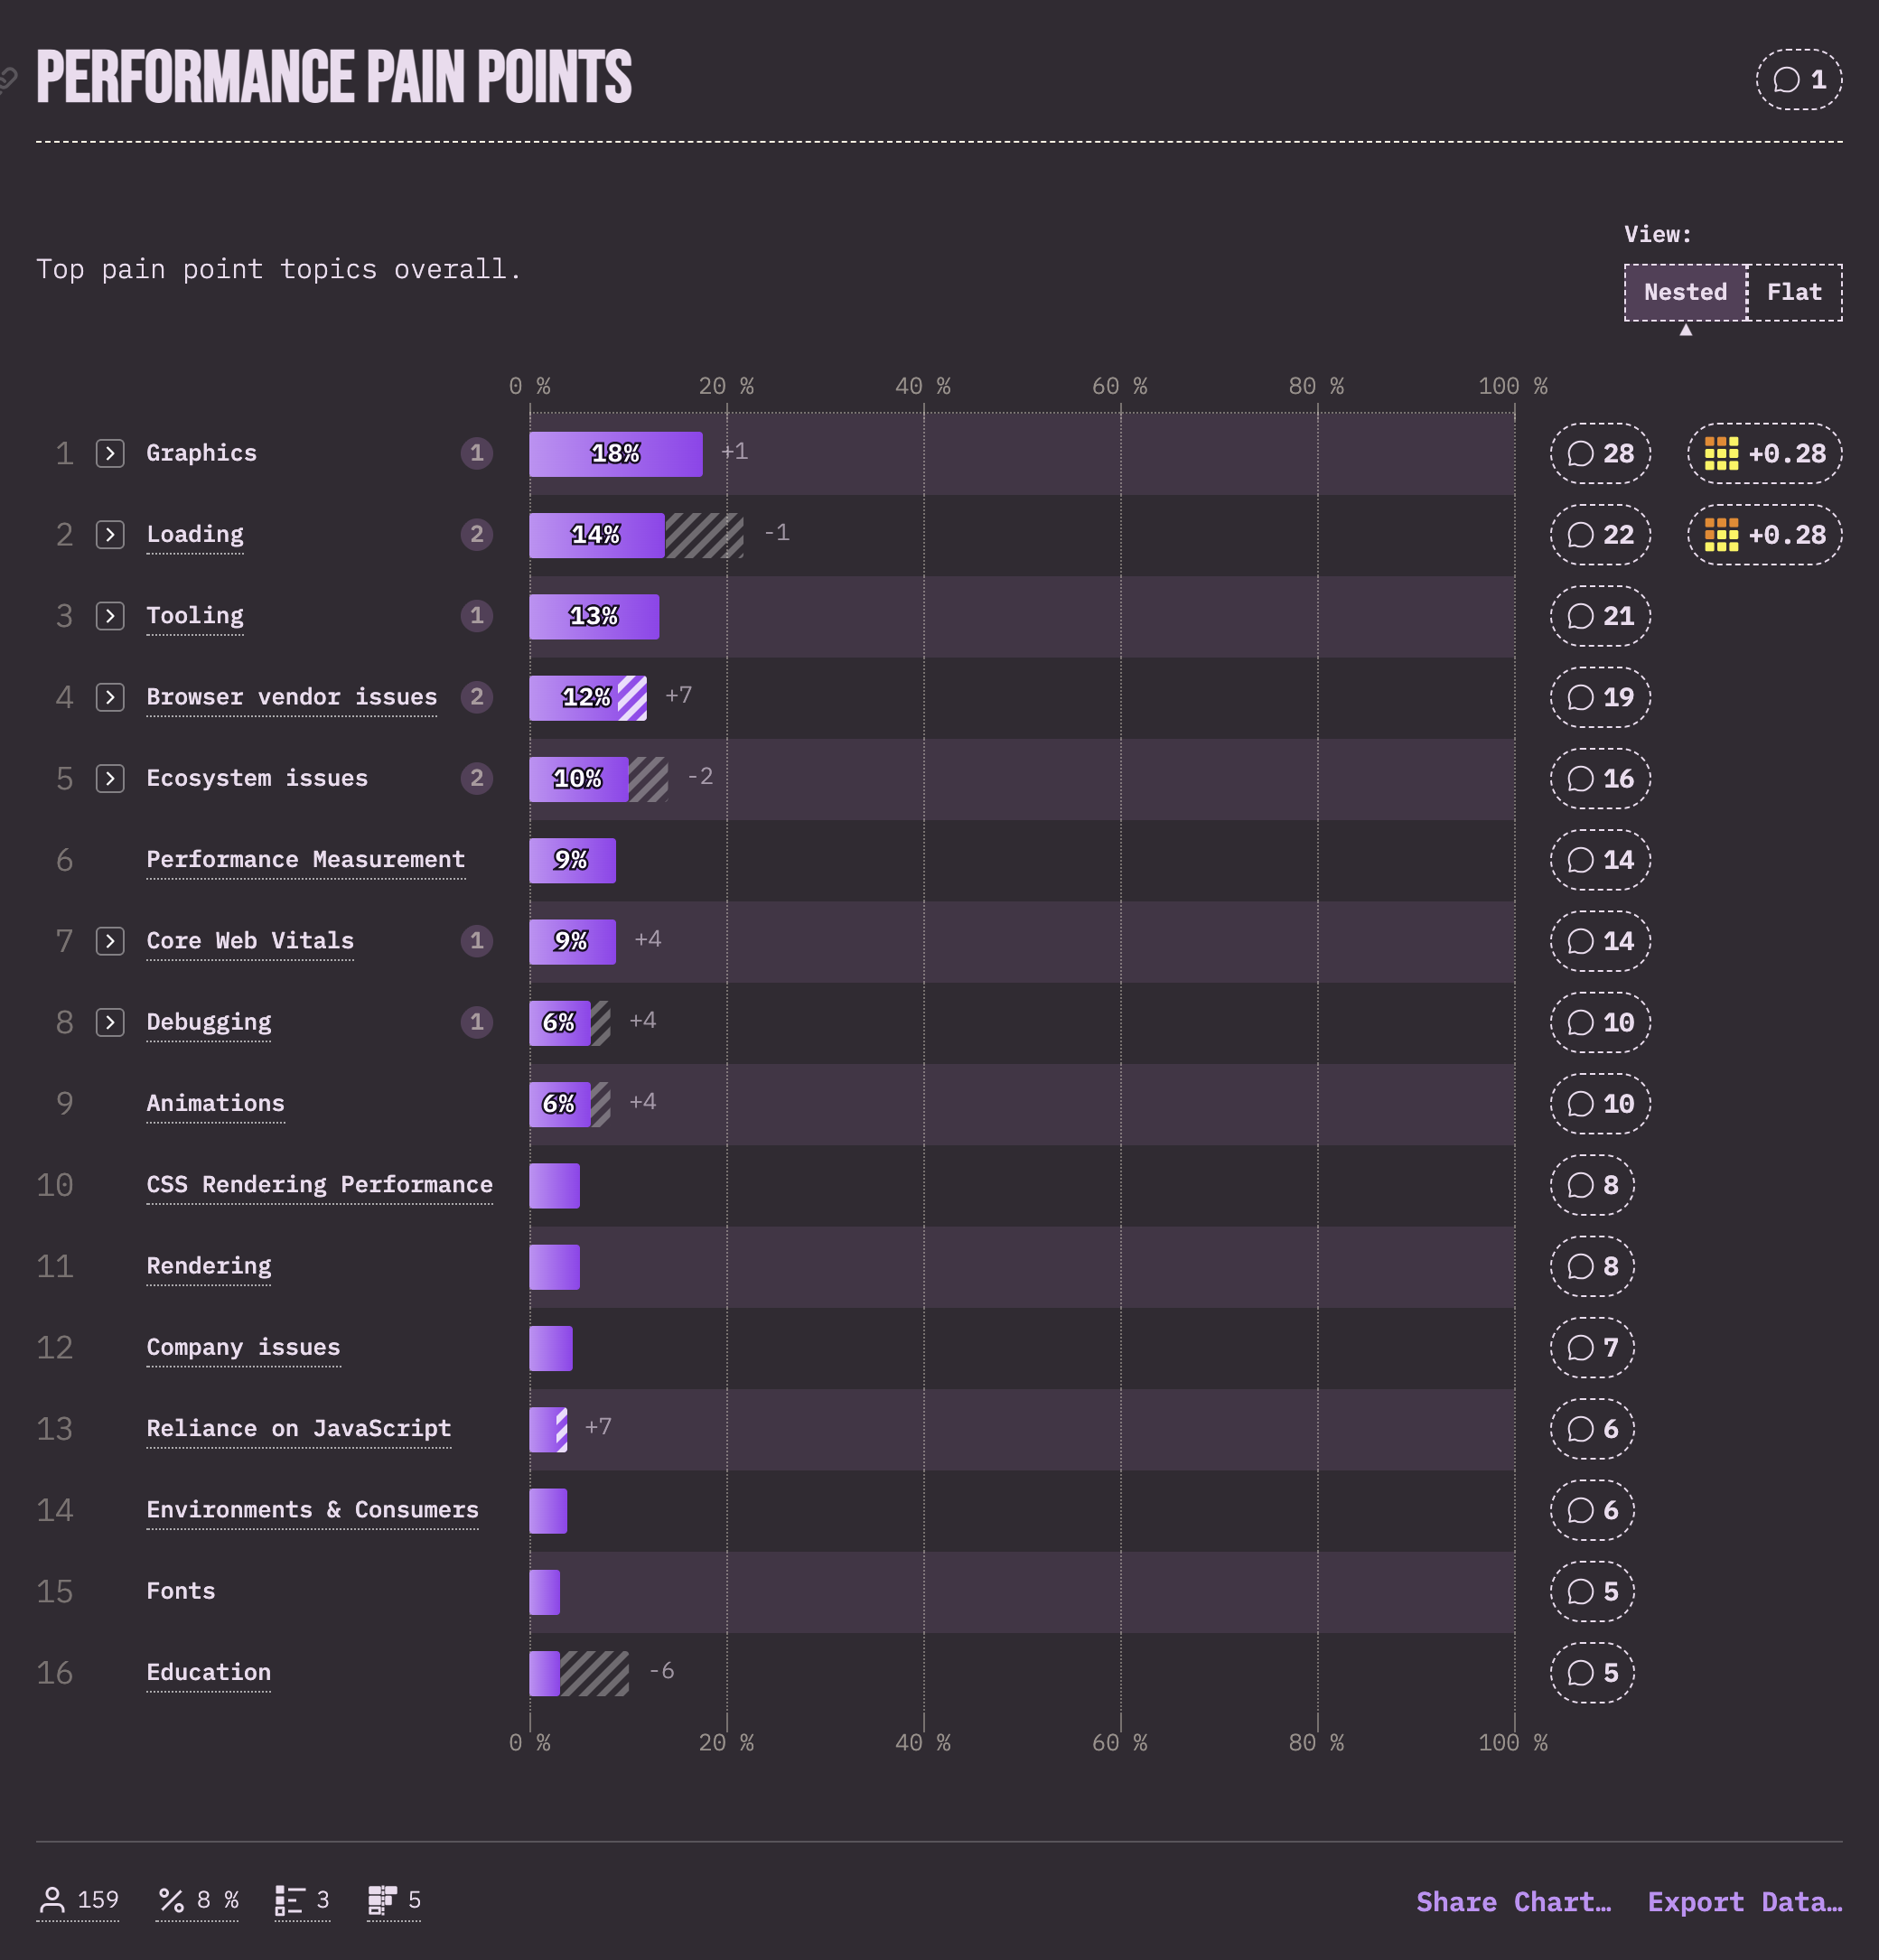 PERFORMANCE PAIN POINTS
1
Top pain point topics overall.
View:
Nested Flat
0 % 20 % 40 % 60 % 80 % 100 %
1 Graphics 1 18% +1 28 +0.28
2 Loading 2 14% -1 22 +0.28
3 Tooling 1 13% 21
4 Browser vendor issues 2 12% +7 19
5 Ecosystem issues 2 10% -2 16
6 Performance Measurement 9% 14
7 Core Web Vitals 1 9% +4 14
8 Debugging 1 6% +4 10
9 Animations 6% +4 10
10 CSS Rendering Performance 8
11 Rendering 8
12 Company issues 7
13 Reliance on JavaScript +7 6
14 Environments & Consumers 6
15 Fonts 5
16 Education -6 5
0 % 20 % 40 % 60 % 80 % 100 %
159 8 % 3 5 Share Chart… Export Data…